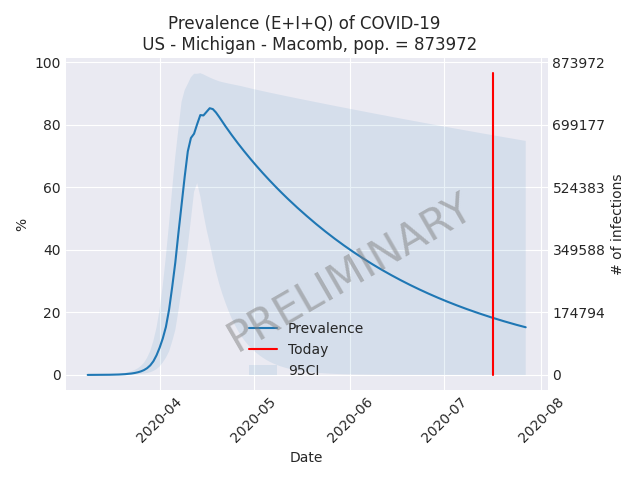 Prevalence (E+I+Q) of COVID-19
US - Michigan - Macomb, pop. = 873972
100
80
60
40
20
0
%
873972
699177
524383
349588
174794
0
# of infections
PRELIMINARY
Prevalence
Today
95CI
2020-04
2020-05
2020-06
2020-07
2020-08
Date